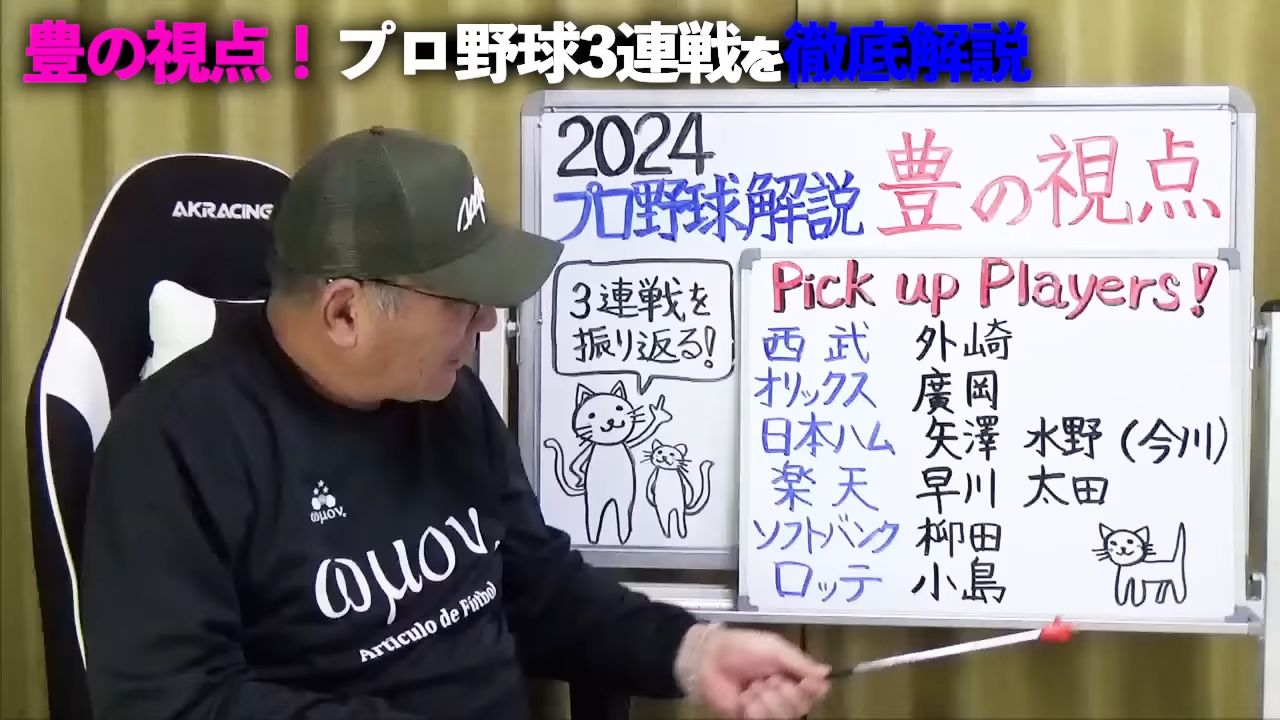 豊の視点！プロ野球3連戦を徹底解説
AKRACING
ωμον.
ωμον.
Artículo de Fútbol
2024
プロ野球解説 豊の視点
3連戦を
振り返る!
Pick up Players!
西武 外崎
オリックス 廣岡
日本ハム 矢澤 水野 (今川)
楽天 早川 太田
ソフトバンク 柳田
ロッテ 小島